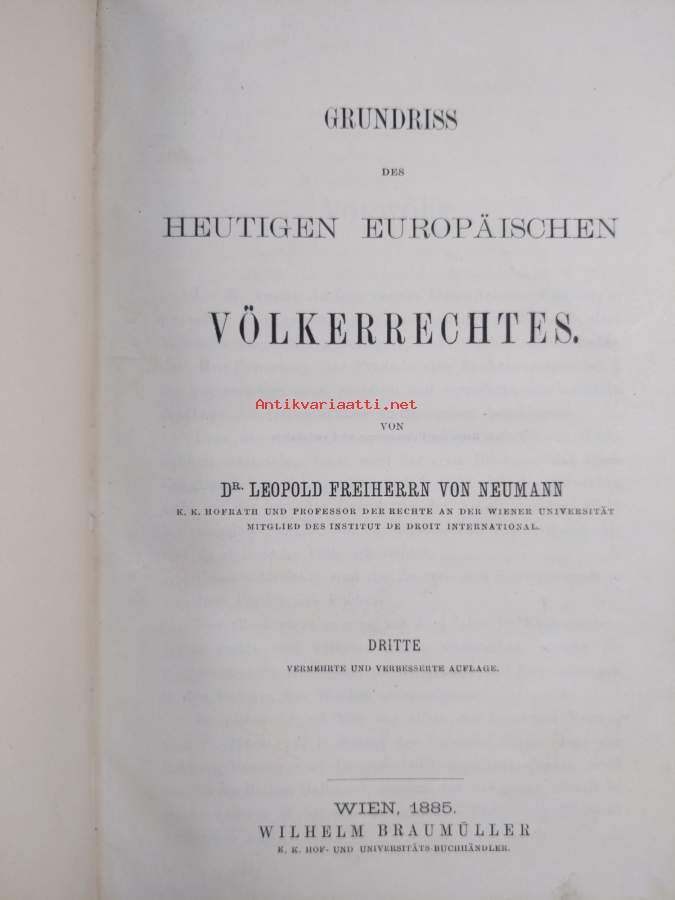 GRUNDRISS
DES
HEUTIGEN EUROPÄISCHEN
VÖLKERRECHTES.
Antikvariaatti.net
VON
DR. LEOPOLD FREIHERRN VON NEUMANN
K. K. HOFRATH UND PROFESSOR DER RECHTE AN DER WIENER UNIVERSITÄT
MITGLIED DES INSTITUT DE DROIT INTERNATIONAL.
DRITTE
VERMEHRTE UND VERBESSERTE AUFLAGE.
WIEN, 1885.
WILHELM BRAUMÜLLER
K. K. HOF- UND UNIVERSITÄTS-BUCHHÄNDLER.